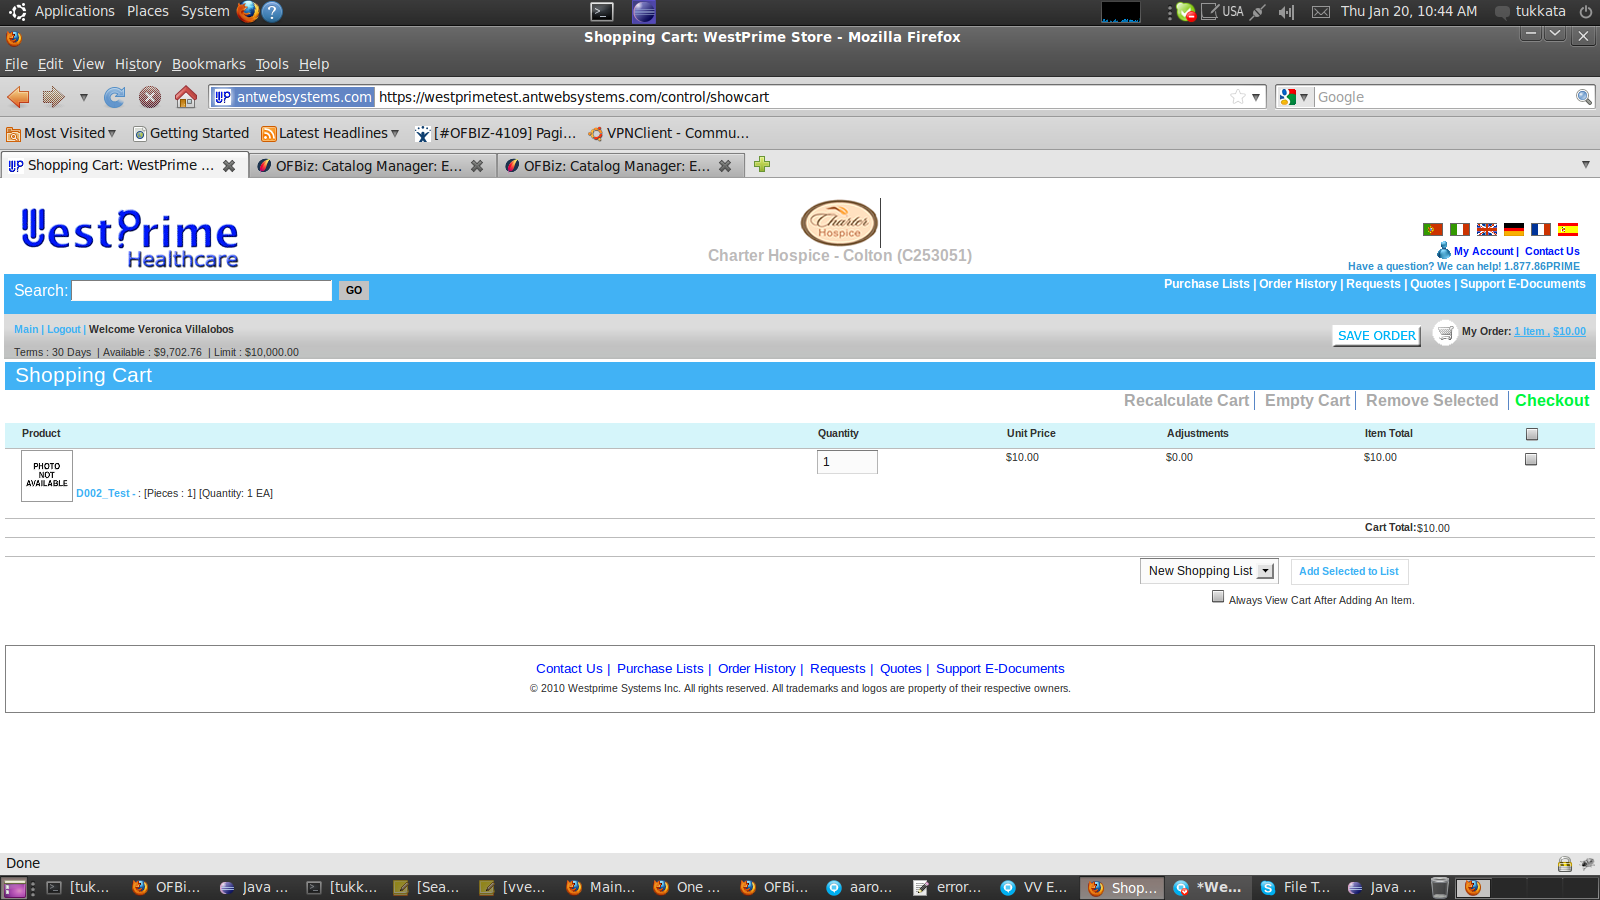 Applications Places System USA Thu Jan 20, 10:44 AM tukkata
Shopping Cart: WestPrime Store - Mozilla Firefox
File Edit View History Bookmarks Tools Help
antwebsystems.com https://westprimetest.antwebsystems.com/control/showcart Google
Most Visited Getting Started Latest Headlines [#OFBIZ-4109] Pagi... VPNClient - Commu...
Shopping Cart: WestPrime ... OFBiz: Catalog Manager: E... OFBiz: Catalog Manager: E...
WestPrime
Healthcare
Charter
Hospice
Charter Hospice - Colton (C253051)
My Account | Contact Us
Have a question? We can help! 1.877.86PRIME
Search: GO
Purchase Lists | Order History | Requests | Quotes | Support E-Documents
Main | Logout | Welcome Veronica Villalobos
SAVE ORDER My Order: 1 Item , $10.00
Terms : 30 Days | Available : $9,702.76 | Limit : $10,000.00
Shopping Cart
Recalculate Cart Empty Cart Remove Selected Checkout
Product Quantity Unit Price Adjustments Item Total
PHOTO
NOT
AVAILABLE
1 $10.00 $0.00 $10.00
D002_Test - : [Pieces : 1] [Quantity: 1 EA]
Cart Total: $10.00
New Shopping List Add Selected to List
Always View Cart After Adding An Item.
Contact Us | Purchase Lists | Order History | Requests | Quotes | Support E-Documents
© 2010 Westprime Systems Inc. All rights reserved. All trademarks and logos are property of their respective owners.
Done
[tuk... OFBi... Java ... [tukk... [Sea... [vve... Main... One ... OFBi... aaro... error... VV E... Shop... *We... File T... Java ...